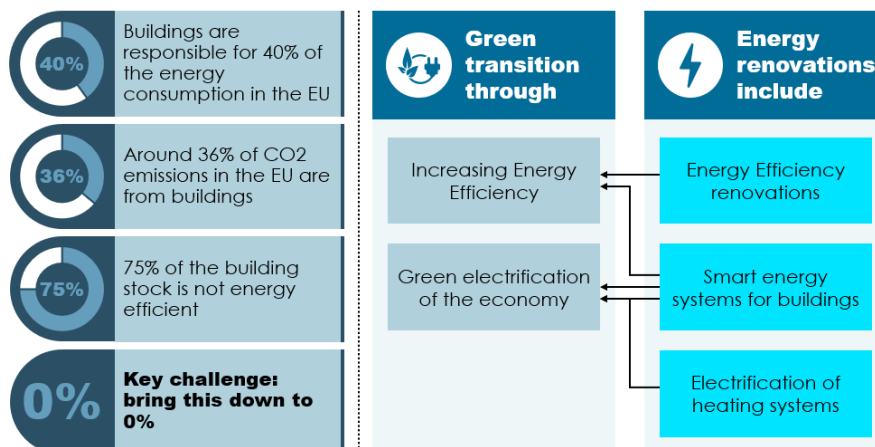 40%
Buildings are
responsible for 40% of
the energy
consumption in the EU
36%
Around 36% of CO2
emissions in the EU are
from buildings
75%
75% of the building
stock is not energy
efficient
0%
Key challenge:
bring this down to
0%
Green
transition
through
Increasing Energy
Efficiency
Green electrification
of the economy
Energy
renovations
include
Energy Efficiency
renovations
Smart energy
systems for buildings
Electrification of
heating systems